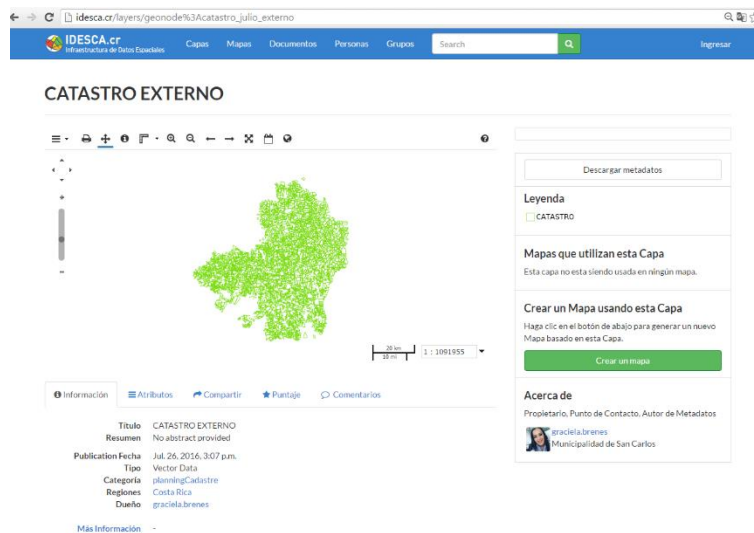 idesca.cr/layers/geonode%3Acatastro_julio_externo
IDESCA.cr
Infraestructura de Datos Espaciales
Capas Mapas Documentos Personas Grupos Search Ingresar
CATASTRO EXTERNO
20 km
10 mi
1 : 1091955
Descargar metadatos
Leyenda
CATASTRO
Mapas que utilizan esta Capa
Esta capa no esta siendo usada en ningún mapa.
Crear un Mapa usando esta Capa
Haga clic en el botón de abajo para generar un nuevo
Mapa basado en esta Capa.
Crear un mapa
Acerca de
Propietario, Punto de Contacto, Autor de Metadatos
graciela.brenes
Municipalidad de San Carlos
Información Atributos Compartir Puntaje Comentarios
Título CATASTRO EXTERNO
Resumen No abstract provided
Publication Fecha Jul. 26, 2016, 3:07 p.m.
Tipo Vector Data
Categoría planningCadastre
Regiones Costa Rica
Dueño graciela.brenes
Más Información -